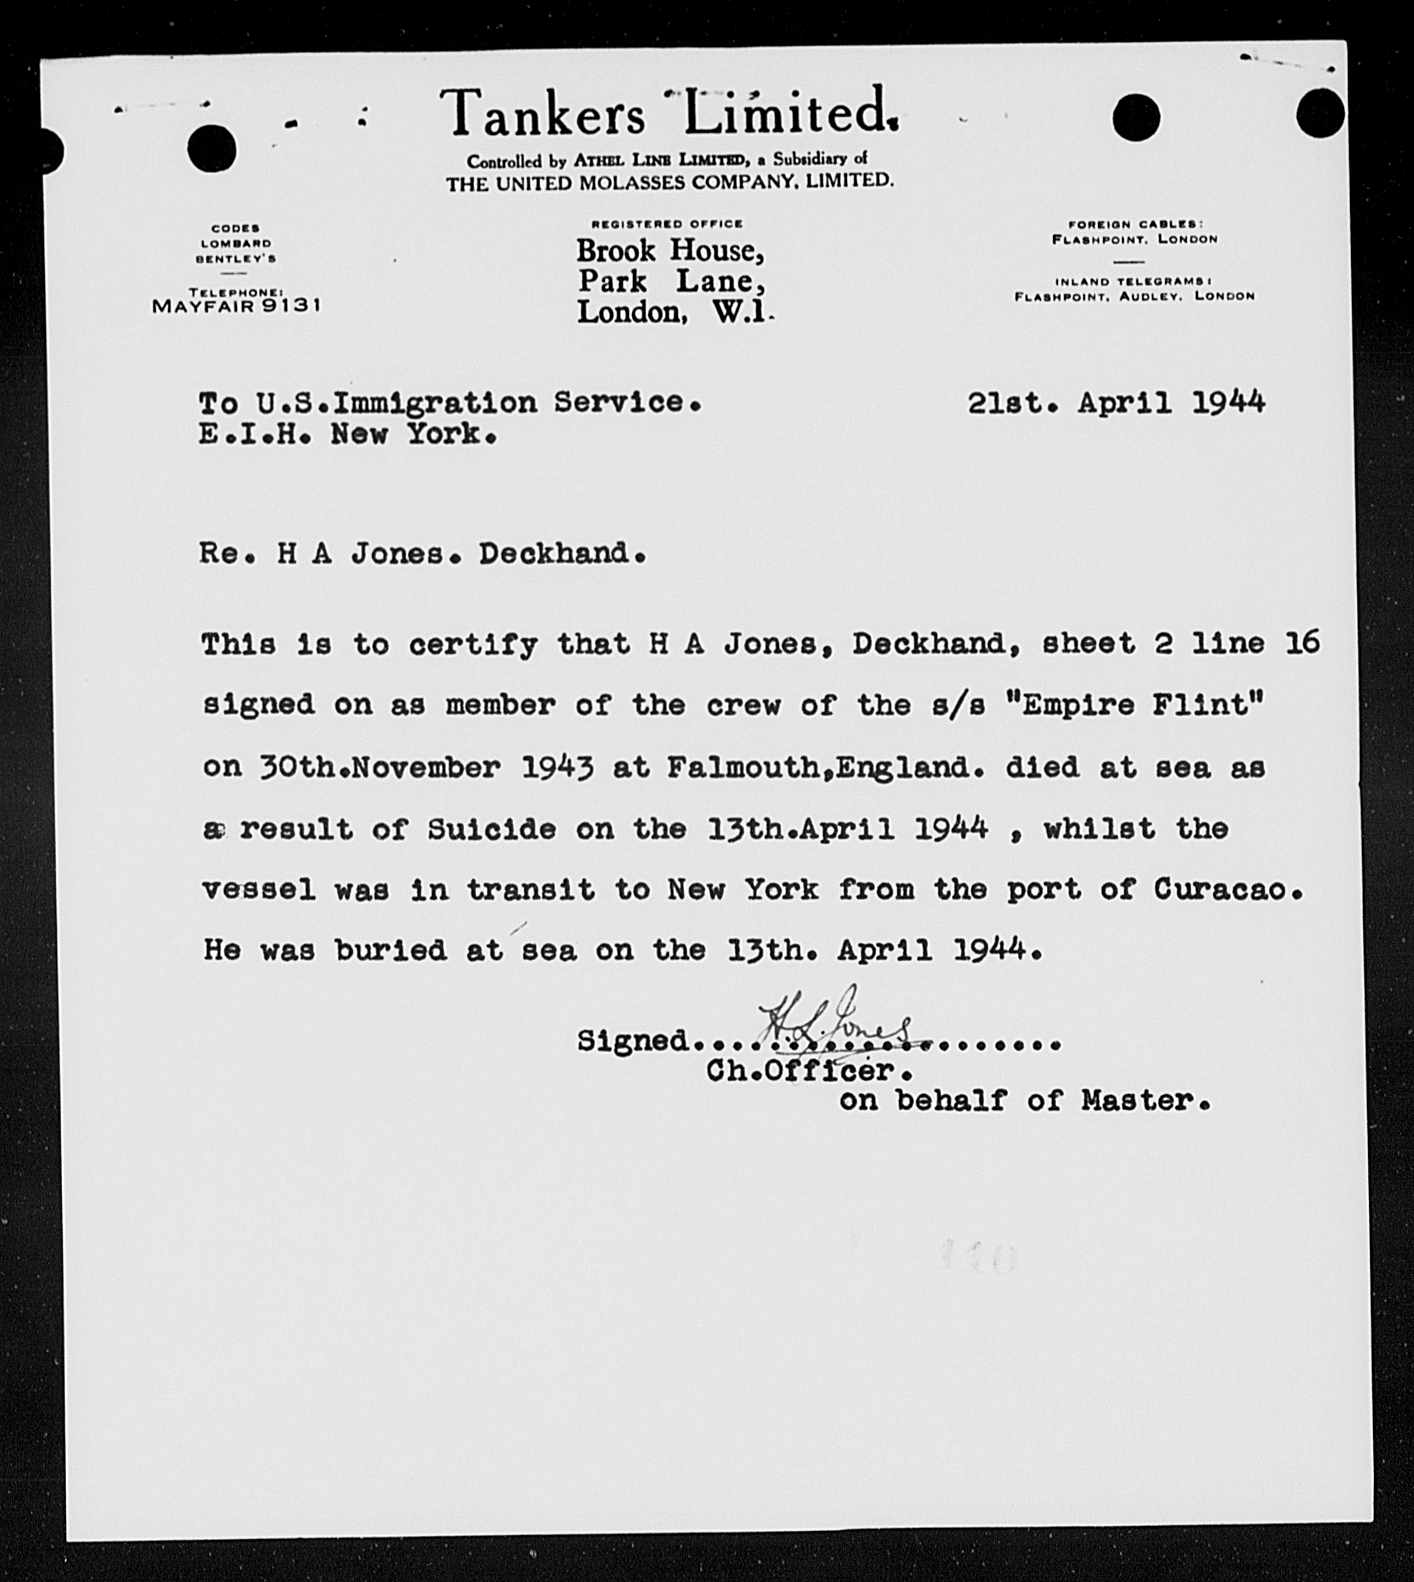 Tankers Limited.
Controlled by ATHEL LINE LIMITED, a Subsidiary of
THE UNITED MOLASSES COMPANY, LIMITED.
CODES
LOMBARD
BENTLEY'S
TELEPHONE:
MAYFAIR 9131
REGISTERED OFFICE
Brook House,
Park Lane,
London, W.1.
FOREIGN CABLES:
FLASHPOINT, LONDON
INLAND TELEGRAMS:
FLASHPOINT, AUDLEY, LONDON
To U.S.Immigration Service. 21st. April 1944
E.I.H. New York.
Re. H A Jones. Deckhand.
This is to certify that H A Jones, Deckhand, sheet 2 line 16
signed on as member of the crew of the s/s "Empire Flint"
on 30th.November 1943 at Falmouth,England. died at sea as
a result of Suicide on the 13th.April 1944 , whilst the
vessel was in transit to New York from the port of Curacao.
He was buried at sea on the 13th. April 1944.
Signed....H.L.Jones........
Ch.Officer.
on behalf of Master.